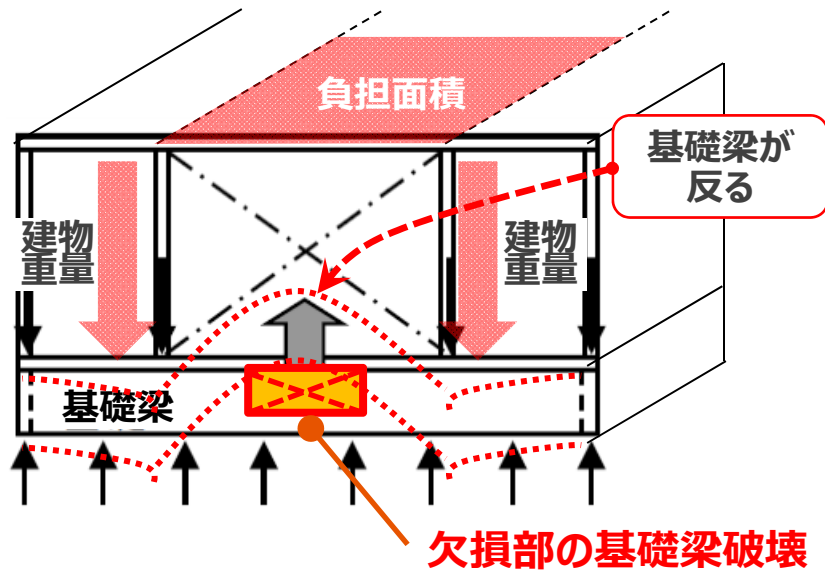 負担面積
基礎梁が
反る
建物
重量
建物
重量
基礎梁
欠損部の基礎梁破壊